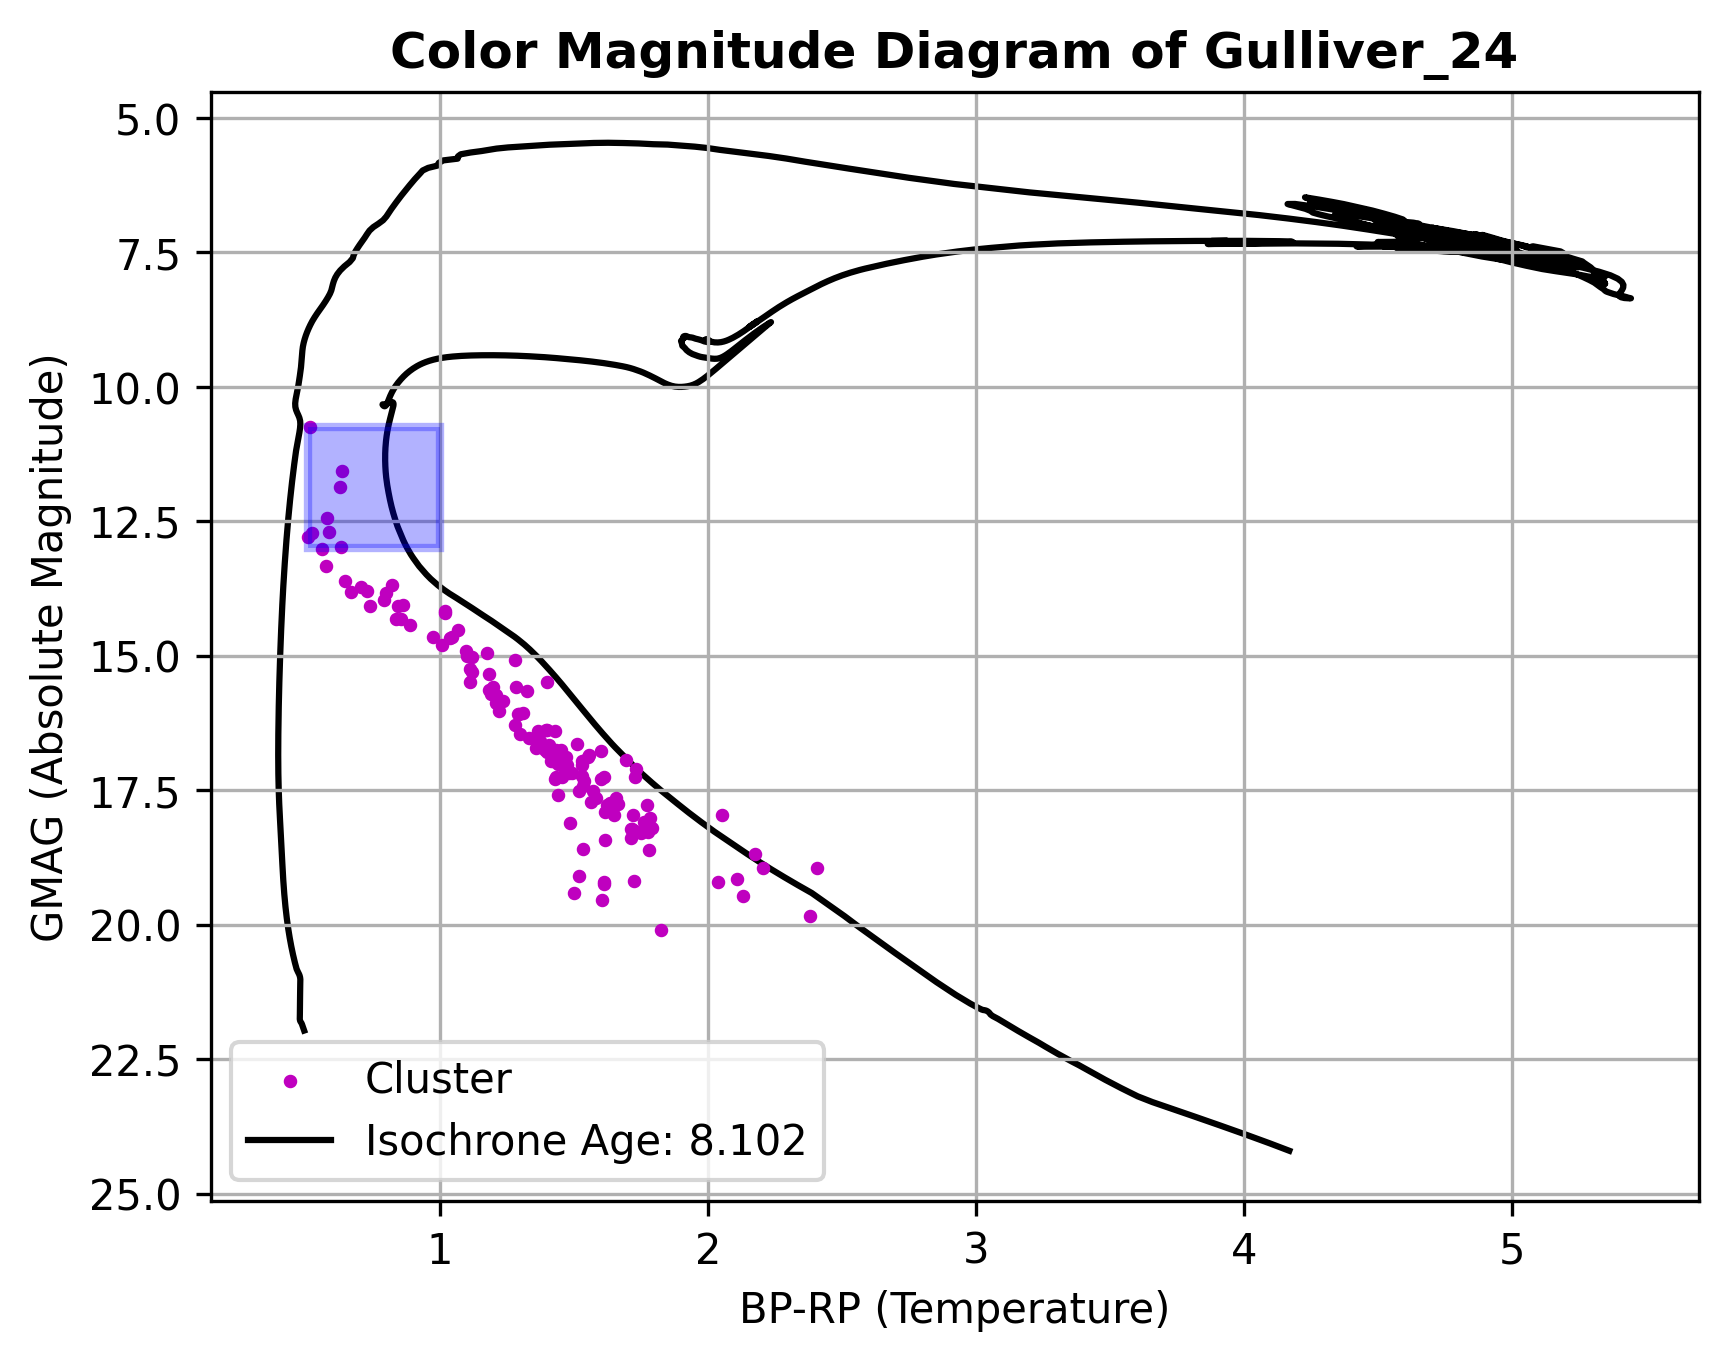 Color Magnitude Diagram of Gulliver_24
GMAG (Absolute Magnitude)
5.0
7.5
10.0
12.5
15.0
17.5
20.0
22.5
25.0
Cluster
Isochrone Age: 8.102
1 2 3 4 5
BP-RP (Temperature)